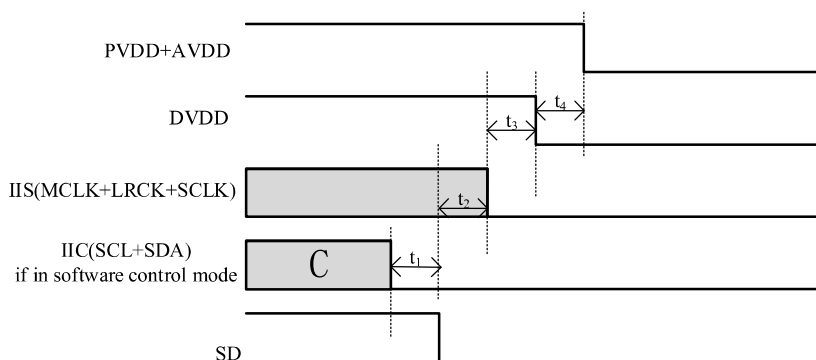 PVDD+AVDD
t4
DVDD
t3
IIS(MCLK+LRCK+SCLK)
t2
IIC(SCL+SDA)
if in software control mode
C
t1
SD